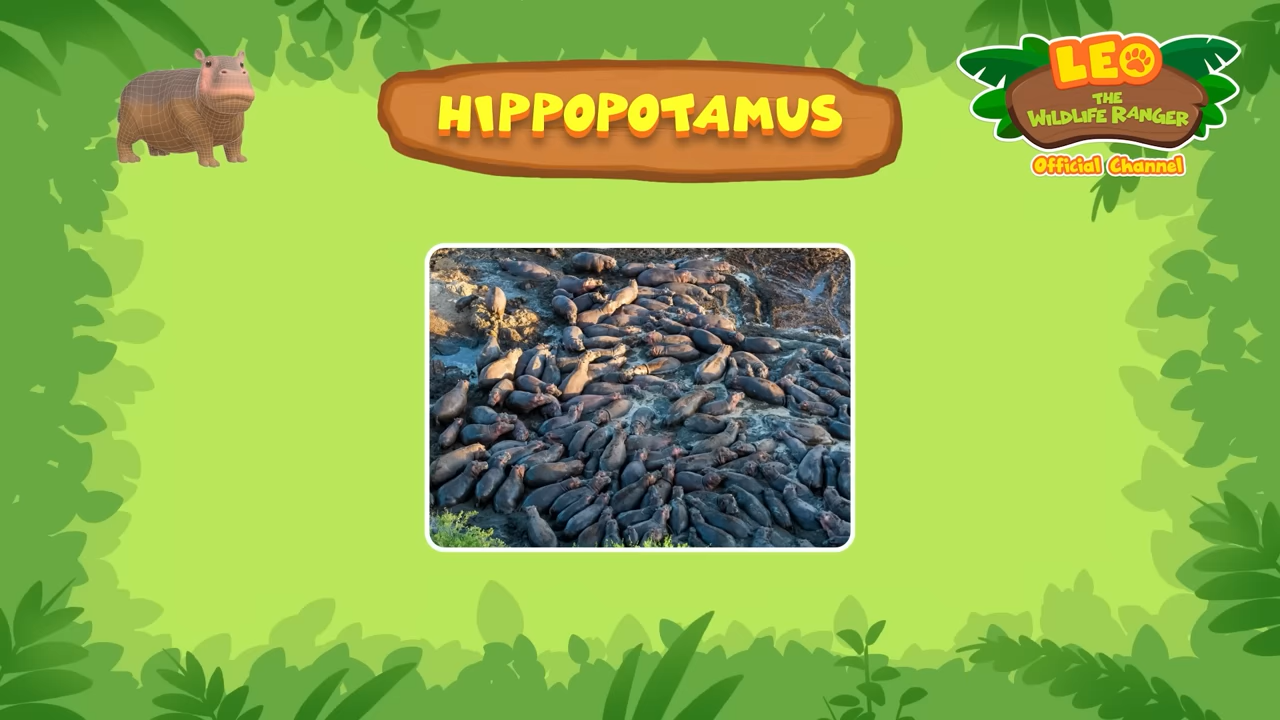 HIPPOPOTAMUS
LEO
THE
WILDLIFE RANGER
Official Channel